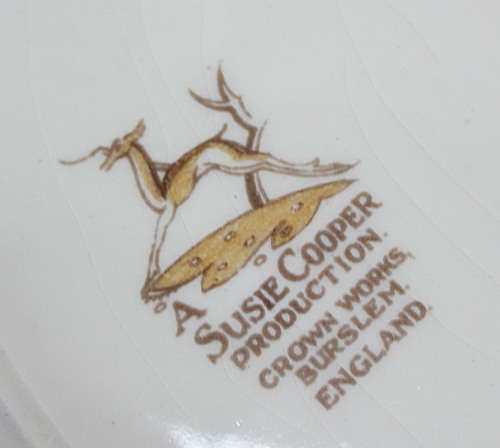 A
SUSIE COOPER
PRODUCTION.
CROWN WORKS,
BURSLEM.
ENGLAND.